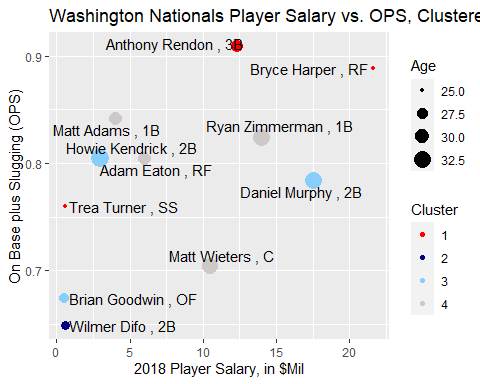 Washington Nationals Player Salary vs. OPS, Clustere
Anthony Rendon , 3B
Bryce Harper , RF
Matt Adams , 1B
Ryan Zimmerman , 1B
Howie Kendrick , 2B
Adam Eaton , RF
Daniel Murphy , 2B
Trea Turner , SS
Matt Wieters , C
Brian Goodwin , OF
Wilmer Difo , 2B
0.9
0.8
0.7
On Base plus Slugging (OPS)
0
5
10
15
20
2018 Player Salary, in $Mil
Age
25.0
27.5
30.0
32.5
Cluster
1
2
3
4